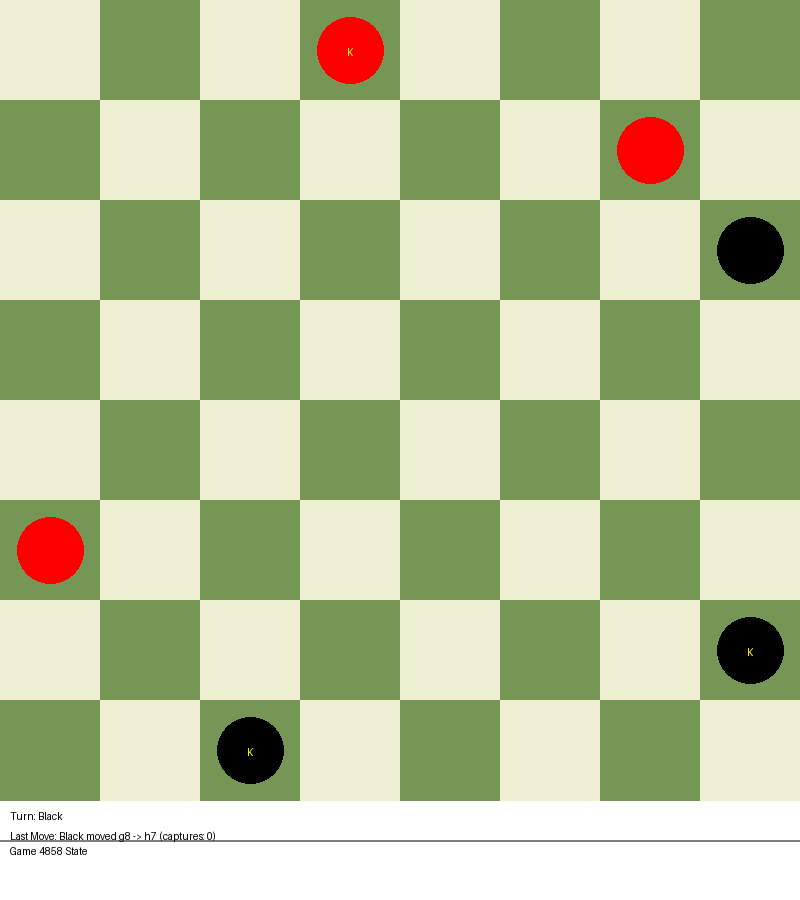 K
K
K
Turn: Black
Last Move: Black moved g8 -> h7 (captures: 0)
Game 4858 State